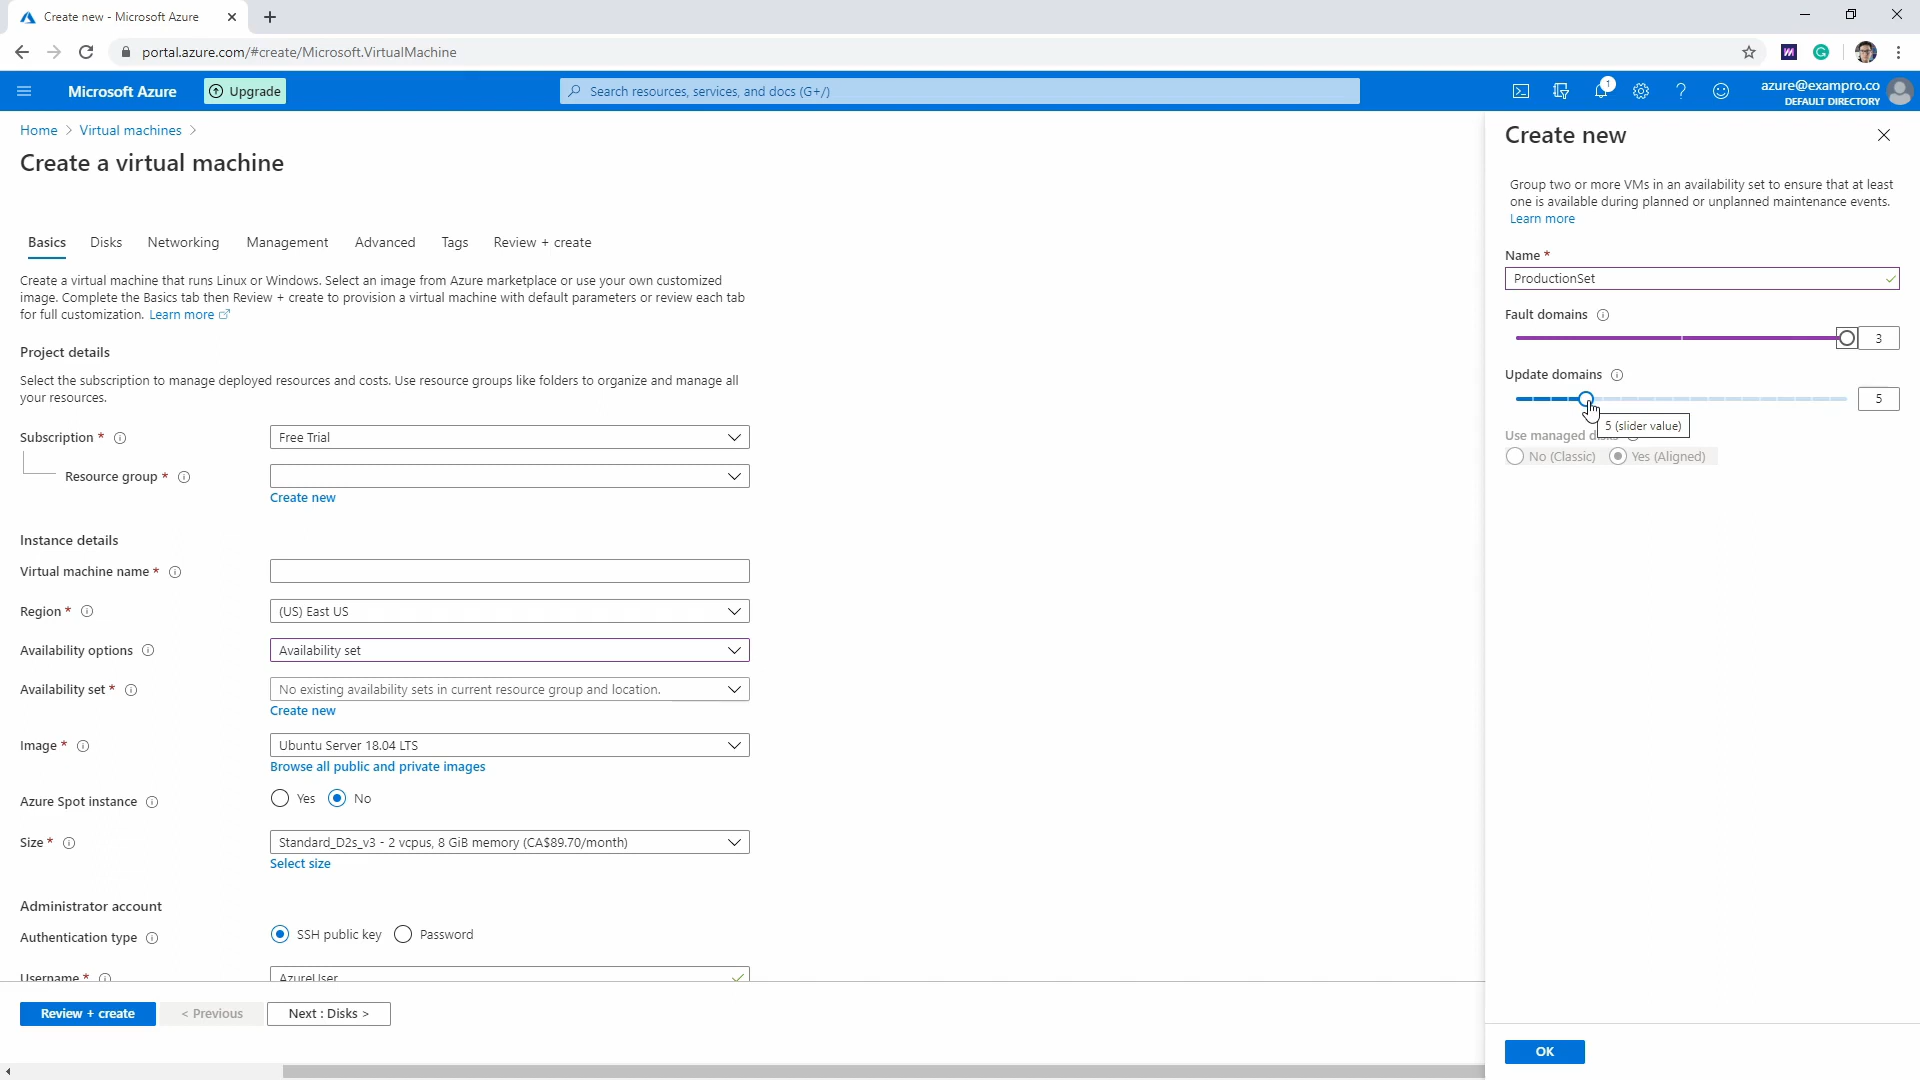 Create new - Microsoft Azure
portal.azure.com/#create/Microsoft.VirtualMachine
Microsoft Azure
Upgrade
Search resources, services, and docs (G+/)
1
azure@exampro.co
DEFAULT DIRECTORY
Home > Virtual machines >
Create a virtual machine
Basics Disks Networking Management Advanced Tags Review + create
Create a virtual machine that runs Linux or Windows. Select an image from Azure marketplace or use your own customized
image. Complete the Basics tab then Review + create to provision a virtual machine with default parameters or review each tab
for full customization. Learn more
Project details
Select the subscription to manage deployed resources and costs. Use resource groups like folders to organize and manage all
your resources.
Subscription *
Free Trial
Resource group *
Create new
Instance details
Virtual machine name *
Region *
(US) East US
Availability options
Availability set
Availability set *
No existing availability sets in current resource group and location.
Create new
Image *
Ubuntu Server 18.04 LTS
Browse all public and private images
Azure Spot instance
Yes No
Size *
Standard_D2s_v3 - 2 vcpus, 8 GiB memory (CA$89.70/month)
Select size
Administrator account
Authentication type
SSH public key Password
Username *
AzureUser
Review + create
< Previous
Next : Disks >
Create new
Group two or more VMs in an availability set to ensure that at least
one is available during planned or unplanned maintenance events.
Learn more
Name *
ProductionSet
Fault domains
3
Update domains
5
5 (slider value)
Use managed
No (Classic) Yes (Aligned)
OK